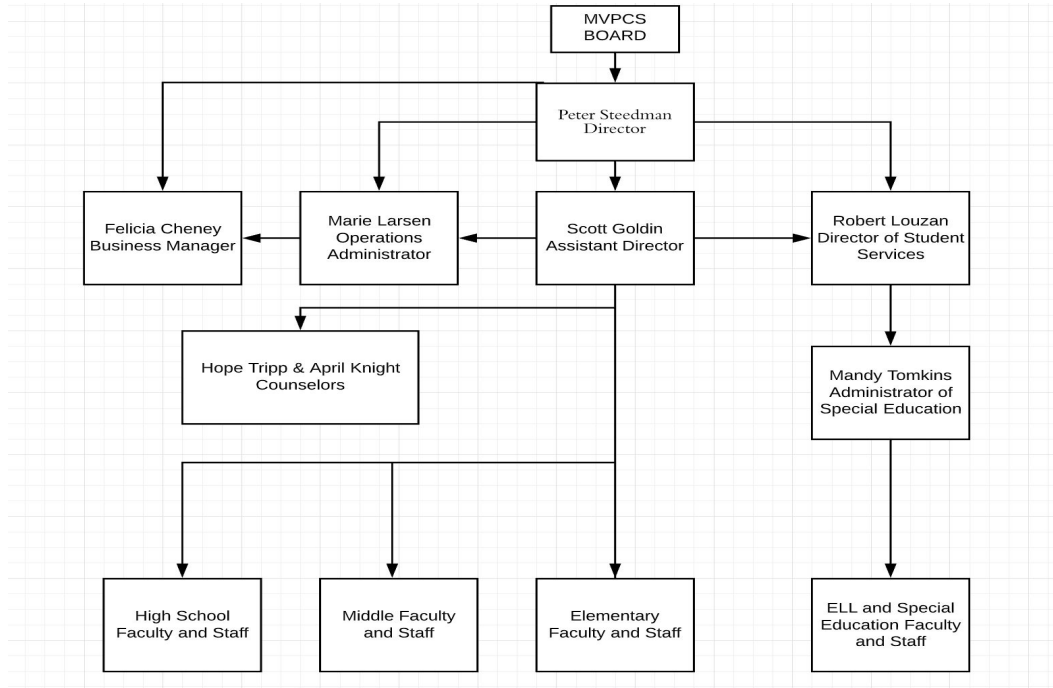 MVPCS
BOARD
Peter Steedman
Director
Felicia Cheney
Business Manager
Marie Larsen
Operations
Administrator
Scott Goldin
Assistant Director
Robert Louzan
Director of Student
Services
Hope Tripp & April Knight
Counselors
Mandy Tomkins
Administrator of
Special Education
High School
Faculty and Staff
Middle Faculty
and Staff
Elementary
Faculty and Staff
ELL and Special
Education Faculty
and Staff